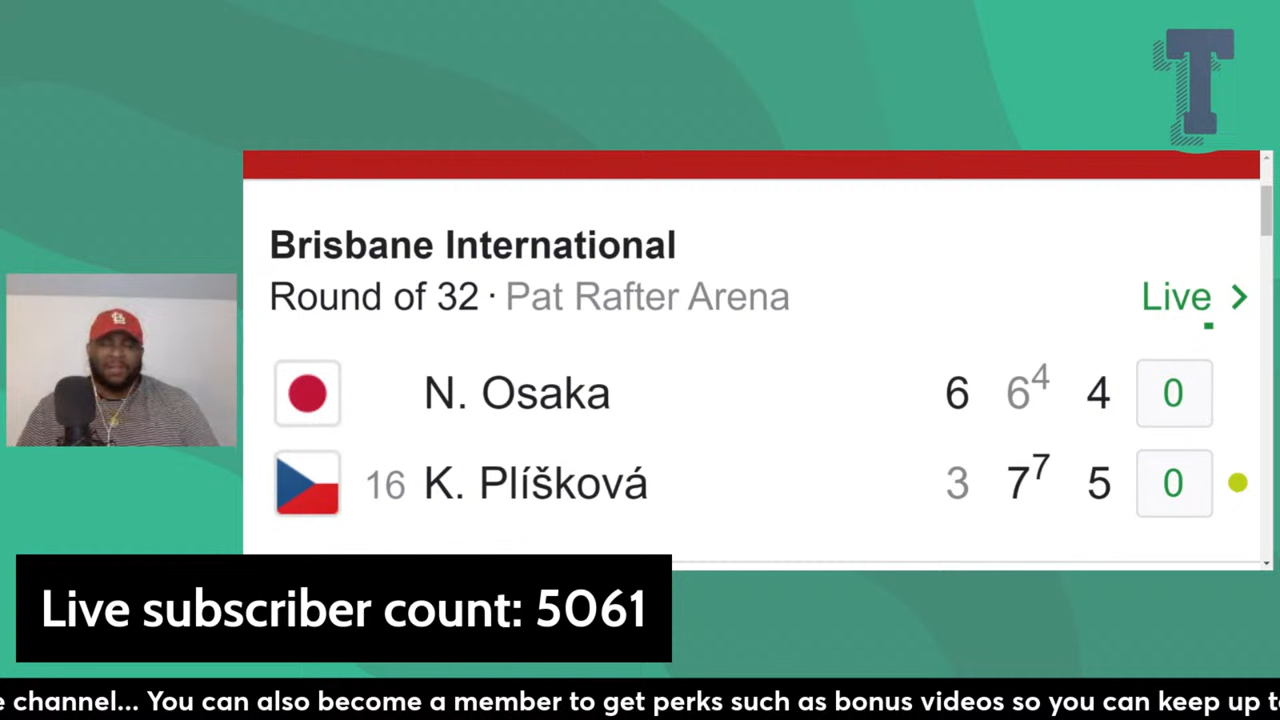 T
Brisbane International
Round of 32 · Pat Rafter Arena Live
N. Osaka 6 6⁴ 4 0
16 K. Plíšková 3 7⁷ 5 0
Live subscriber count: 5061
e channel... You can also become a member to get perks such as bonus videos so you can keep up t